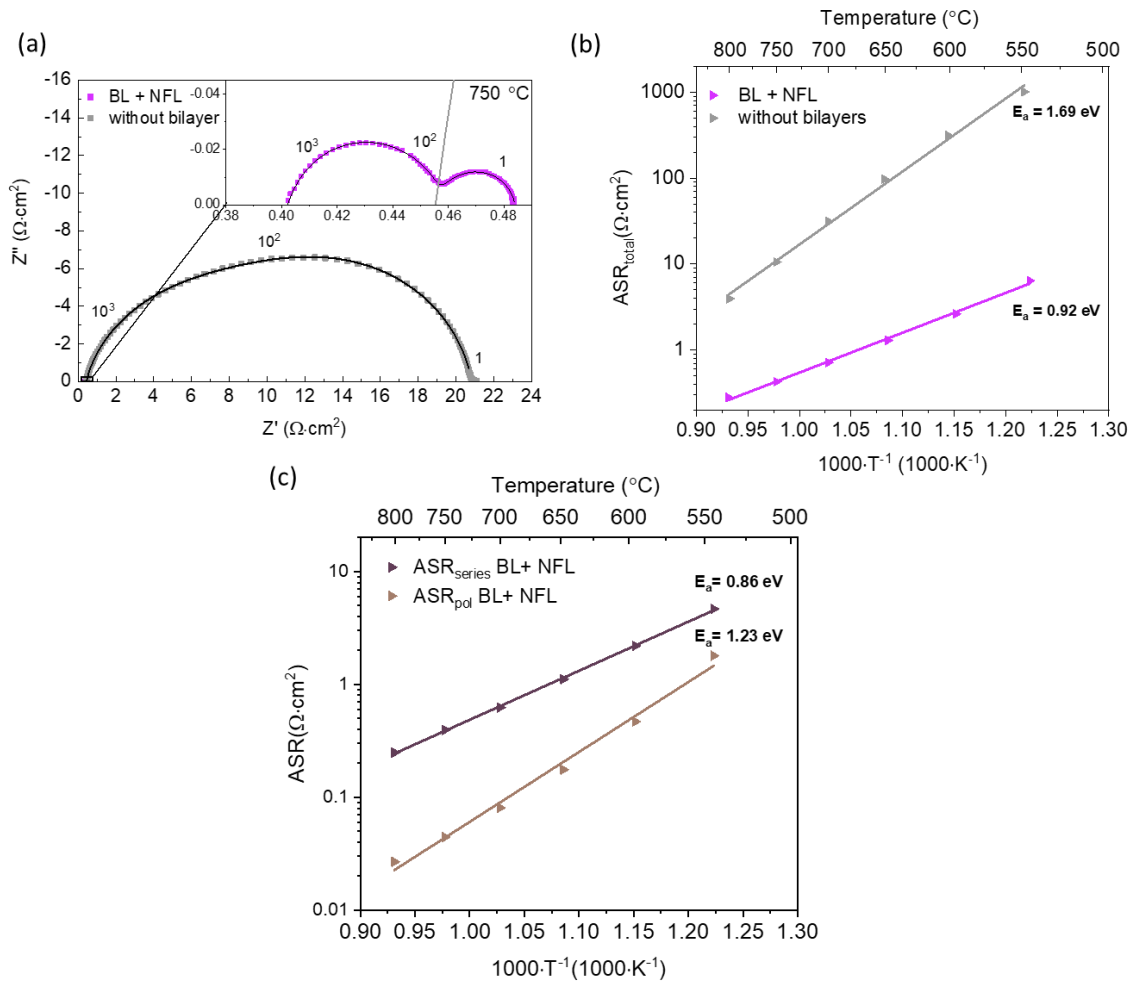 (a)
-16
-14
-12
-10
-8
-6
-4
-2
0
Z'' (Ω·cm²)
BL + NFL
without bilayer
-0.04
-0.02
0.00
750 °C
10³
10²
1
0.38
0.40
0.42
0.44
0.46
0.48
10³
10²
1
0 2 4 6 8 10 12 14 16 18 20 22 24
Z' (Ω·cm²)
(b)
Temperature (°C)
800 750 700 650 600 550 500
1000
100
10
1
ASRtotal(Ω·cm²)
BL + NFL
without bilayers
Ea = 1.69 eV
Ea = 0.92 eV
0.90 0.95 1.00 1.05 1.10 1.15 1.20 1.25 1.30
1000·T⁻¹ (1000·K⁻¹)
(c)
Temperature (°C)
800 750 700 650 600 550 500
10
1
0.1
0.01
ASR(Ω·cm²)
ASRseries BL+ NFL
ASRpol BL+ NFL
Ea= 0.86 eV
Ea= 1.23 eV
0.90 0.95 1.00 1.05 1.10 1.15 1.20 1.25 1.30
1000·T⁻¹(1000·K⁻¹)